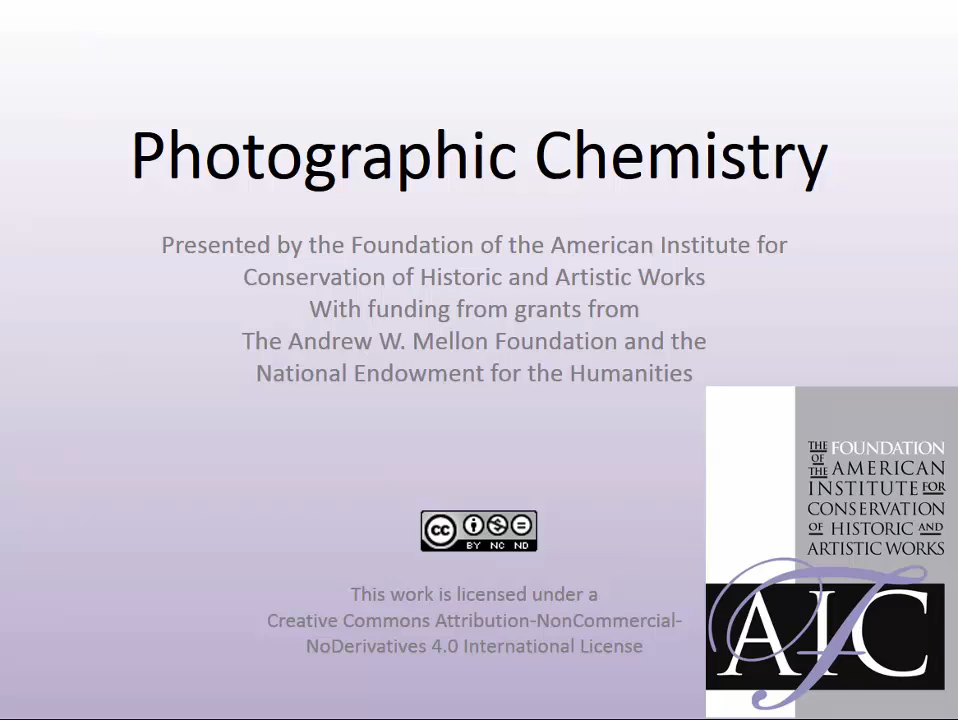 Photographic Chemistry
Presented by the Foundation of the American Institute for
Conservation of Historic and Artistic Works
With funding from grants from
The Andrew W. Mellon Foundation and the
National Endowment for the Humanities
THE FOUNDATION
OF
THE AMERICAN
INSTITUTE FOR
CONSERVATION
OF HISTORIC AND
ARTISTIC WORKS
cc
BY NC ND
This work is licensed under a
Creative Commons Attribution-NonCommercial-
NoDerivatives 4.0 International License
F
AIC